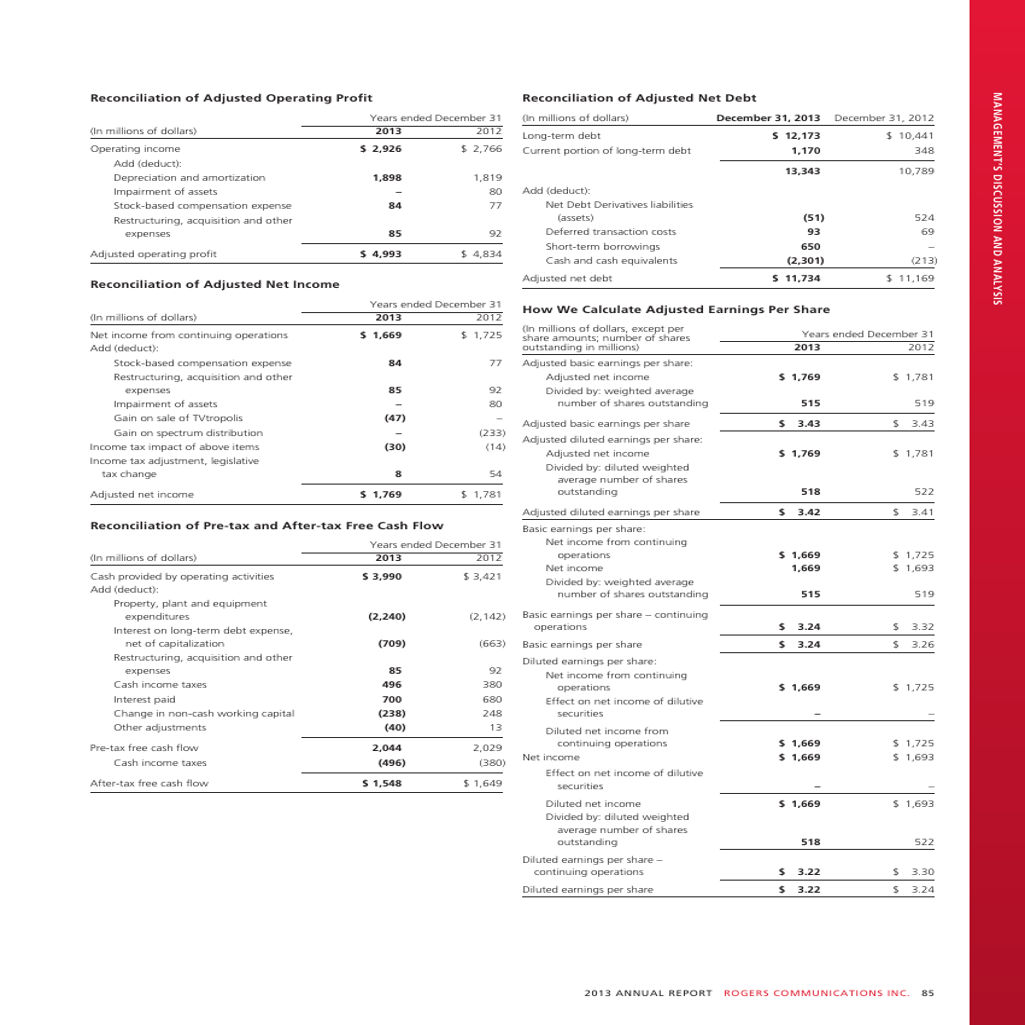 Reconciliation of Adjusted Operating Profit
Years ended December 31
(In millions of dollars) 2013 2012
Operating income $ 2,926 $ 2,766
Add (deduct):
Depreciation and amortization 1,898 1,819
Impairment of assets – 80
Stock-based compensation expense 84 77
Restructuring, acquisition and other
expenses 85 92
Adjusted operating profit $ 4,993 $ 4,834
Reconciliation of Adjusted Net Income
Years ended December 31
(In millions of dollars) 2013 2012
Net income from continuing operations $ 1,669 $ 1,725
Add (deduct):
Stock-based compensation expense 84 77
Restructuring, acquisition and other
expenses 85 92
Impairment of assets – 80
Gain on sale of TVtropolis (47) –
Gain on spectrum distribution – (233)
Income tax impact of above items (30) (14)
Income tax adjustment, legislative
tax change 8 54
Adjusted net income $ 1,769 $ 1,781
Reconciliation of Pre-tax and After-tax Free Cash Flow
Years ended December 31
(In millions of dollars) 2013 2012
Cash provided by operating activities $ 3,990 $ 3,421
Add (deduct):
Property, plant and equipment
expenditures (2,240) (2,142)
Interest on long-term debt expense,
net of capitalization (709) (663)
Restructuring, acquisition and other
expenses 85 92
Cash income taxes 496 380
Interest paid 700 680
Change in non-cash working capital (238) 248
Other adjustments (40) 13
Pre-tax free cash flow 2,044 2,029
Cash income taxes (496) (380)
After-tax free cash flow $ 1,548 $ 1,649
Reconciliation of Adjusted Net Debt
(In millions of dollars) December 31, 2013 December 31, 2012
Long-term debt $ 12,173 $ 10,441
Current portion of long-term debt 1,170 348
13,343 10,789
Add (deduct):
Net Debt Derivatives liabilities
(assets) (51) 524
Deferred transaction costs 93 69
Short-term borrowings 650 –
Cash and cash equivalents (2,301) (213)
Adjusted net debt $ 11,734 $ 11,169
How We Calculate Adjusted Earnings Per Share
(In millions of dollars, except per
share amounts; number of shares
outstanding in millions)
Years ended December 31
2013 2012
Adjusted basic earnings per share:
Adjusted net income $ 1,769 $ 1,781
Divided by: weighted average
number of shares outstanding 515 519
Adjusted basic earnings per share $ 3.43 $ 3.43
Adjusted diluted earnings per share:
Adjusted net income $ 1,769 $ 1,781
Divided by: diluted weighted
average number of shares
outstanding 518 522
Adjusted diluted earnings per share $ 3.42 $ 3.41
Basic earnings per share:
Net income from continuing
operations $ 1,669 $ 1,725
Net income 1,669 $ 1,693
Divided by: weighted average
number of shares outstanding 515 519
Basic earnings per share – continuing
operations $ 3.24 $ 3.32
Basic earnings per share $ 3.24 $ 3.26
Diluted earnings per share:
Net income from continuing
operations $ 1,669 $ 1,725
Effect on net income of dilutive
securities – –
Diluted net income from
continuing operations $ 1,669 $ 1,725
Net income $ 1,669 $ 1,693
Effect on net income of dilutive
securities – –
Diluted net income $ 1,669 $ 1,693
Divided by: diluted weighted
average number of shares
outstanding 518 522
Diluted earnings per share –
continuing operations $ 3.22 $ 3.30
Diluted earnings per share $ 3.22 $ 3.24
MANAGEMENT'S DISCUSSION AND ANALYSIS
2013 ANNUAL REPORT ROGERS COMMUNICATIONS INC. 85